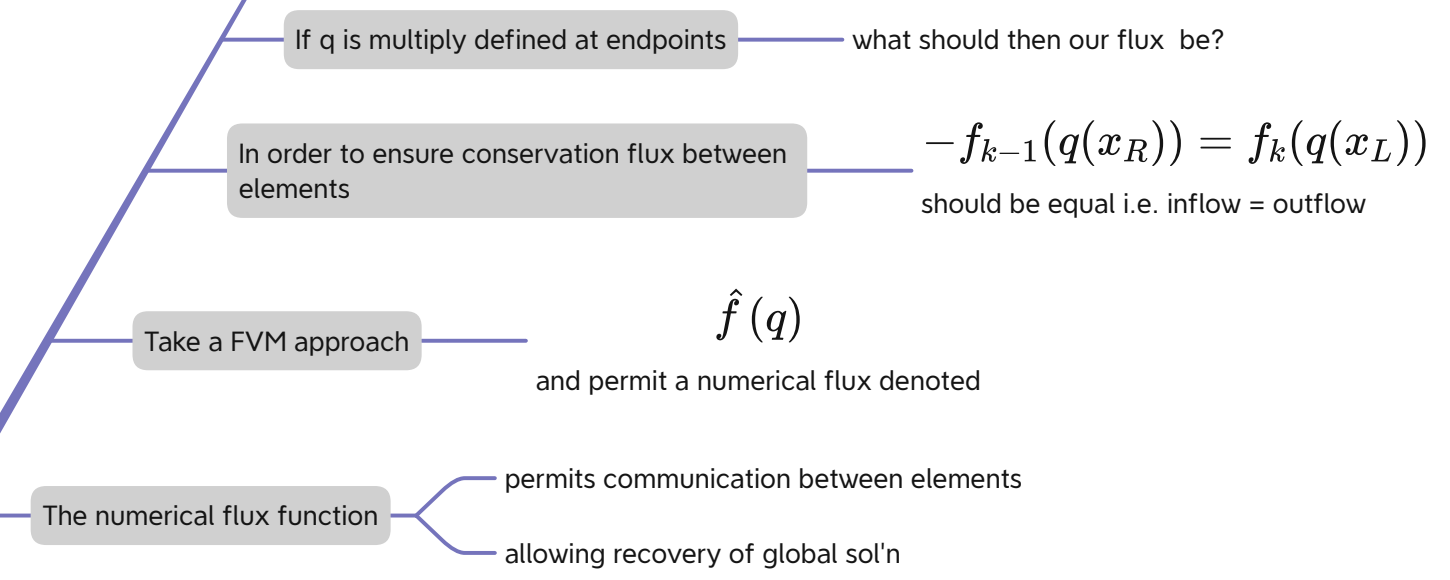 If q is multiply defined at endpoints
what should then our flux  be?
In order to ensure conservation flux between
elements
−f_{k−1}(q(x_R)) = f_k(q(x_L))
should be equal i.e. inflow = outflow
Take a FVM approach
f̂ (q)
and permit a numerical flux denoted
The numerical flux function
permits communication between elements
allowing recovery of global sol'n